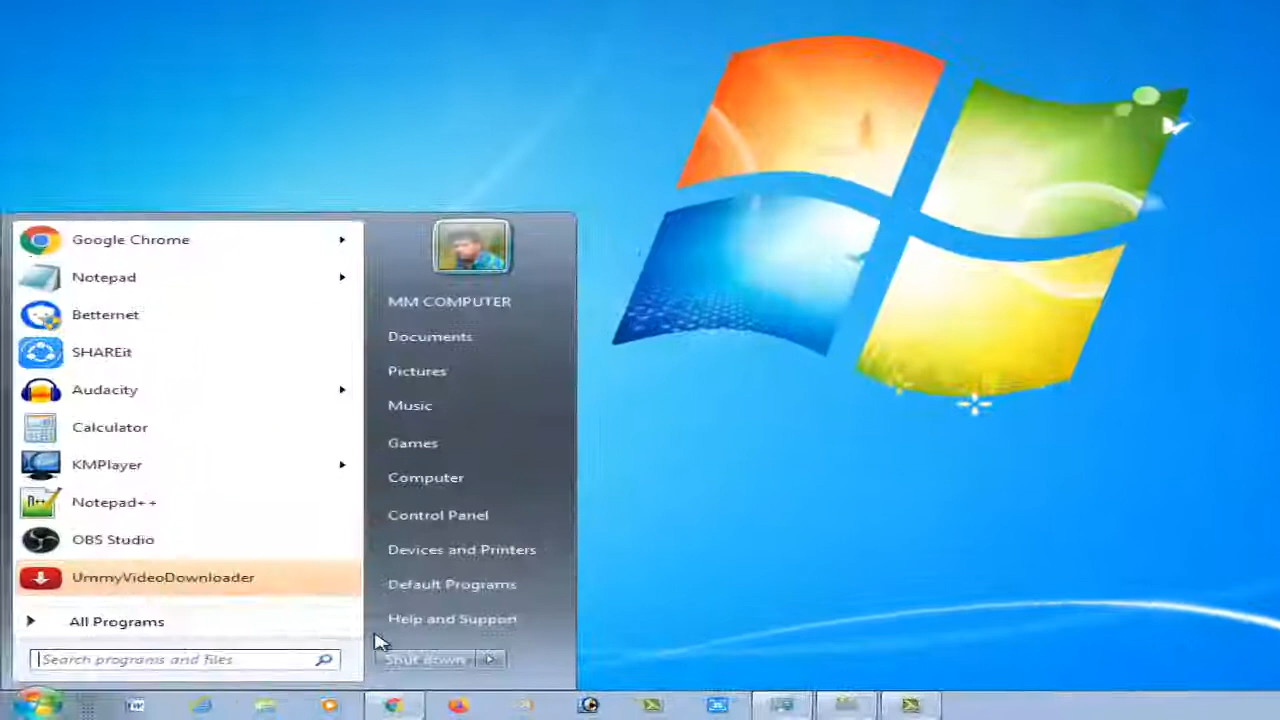 Google Chrome
Notepad
Betternet
SHAREit
Audacity
Calculator
KMPlayer
Notepad++
OBS Studio
UmmyVideoDownloader
All Programs
Search programs and files
MM COMPUTER
Documents
Pictures
Music
Games
Computer
Control Panel
Devices and Printers
Default Programs
Help and Support
Shut down